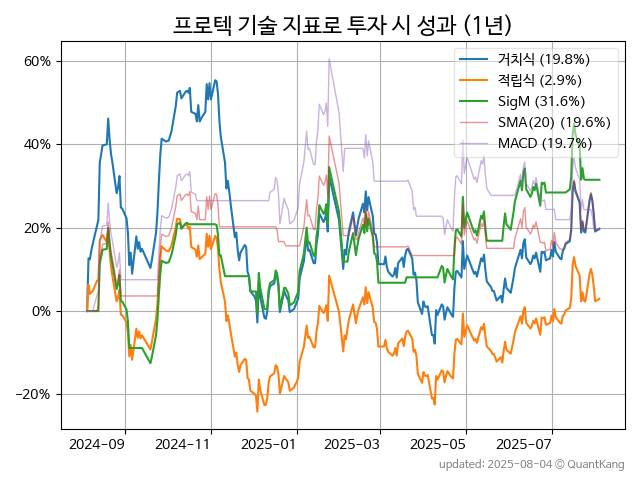 프로텍 기술 지표로 투자 시 성과 (1년)
거치식 (19.8%)
적립식 (2.9%)
SigM (31.6%)
SMA(20) (19.6%)
MACD (19.7%)
60%
40%
20%
0%
−20%
2024-09
2024-11
2025-01
2025-03
2025-05
2025-07
updated: 2025-08-04 © QuantKang